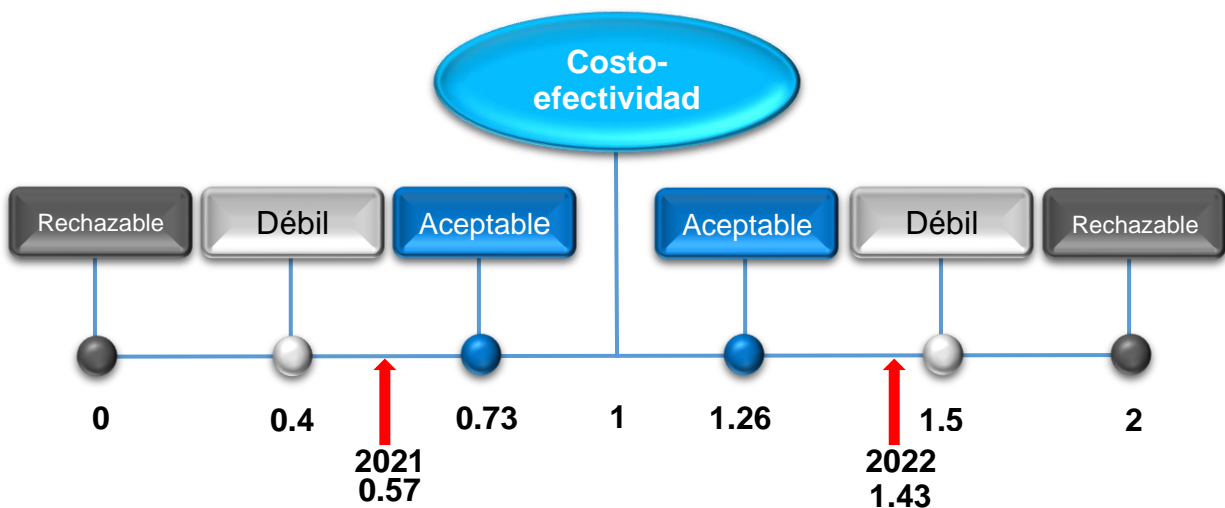 Costo-
efectividad
Rechazable
Débil
Aceptable
Aceptable
Débil
Rechazable
0
0.4
0.73
1
1.26
1.5
2
2021
0.57
2022
1.43